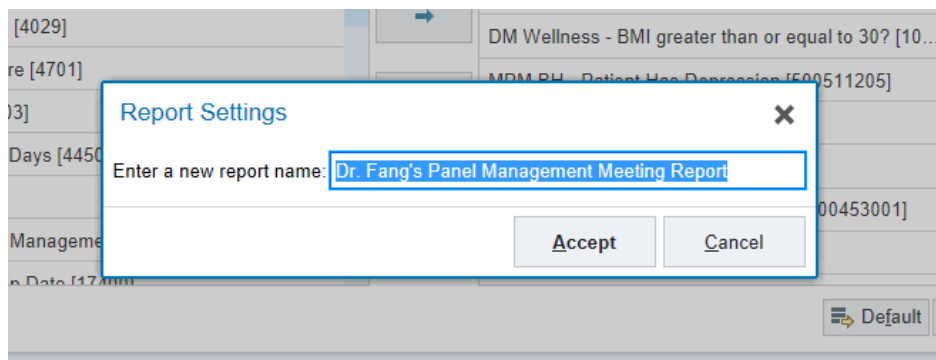 [4029]
DM Wellness - BMI greater than or equal to 30? [10...
re [4701]
[500511205]
03]
Report Settings
Days [4450
Enter a new report name: Dr. Fang's Panel Management Meeting Report
00453001]
Manageme
Accept
Cancel
Default